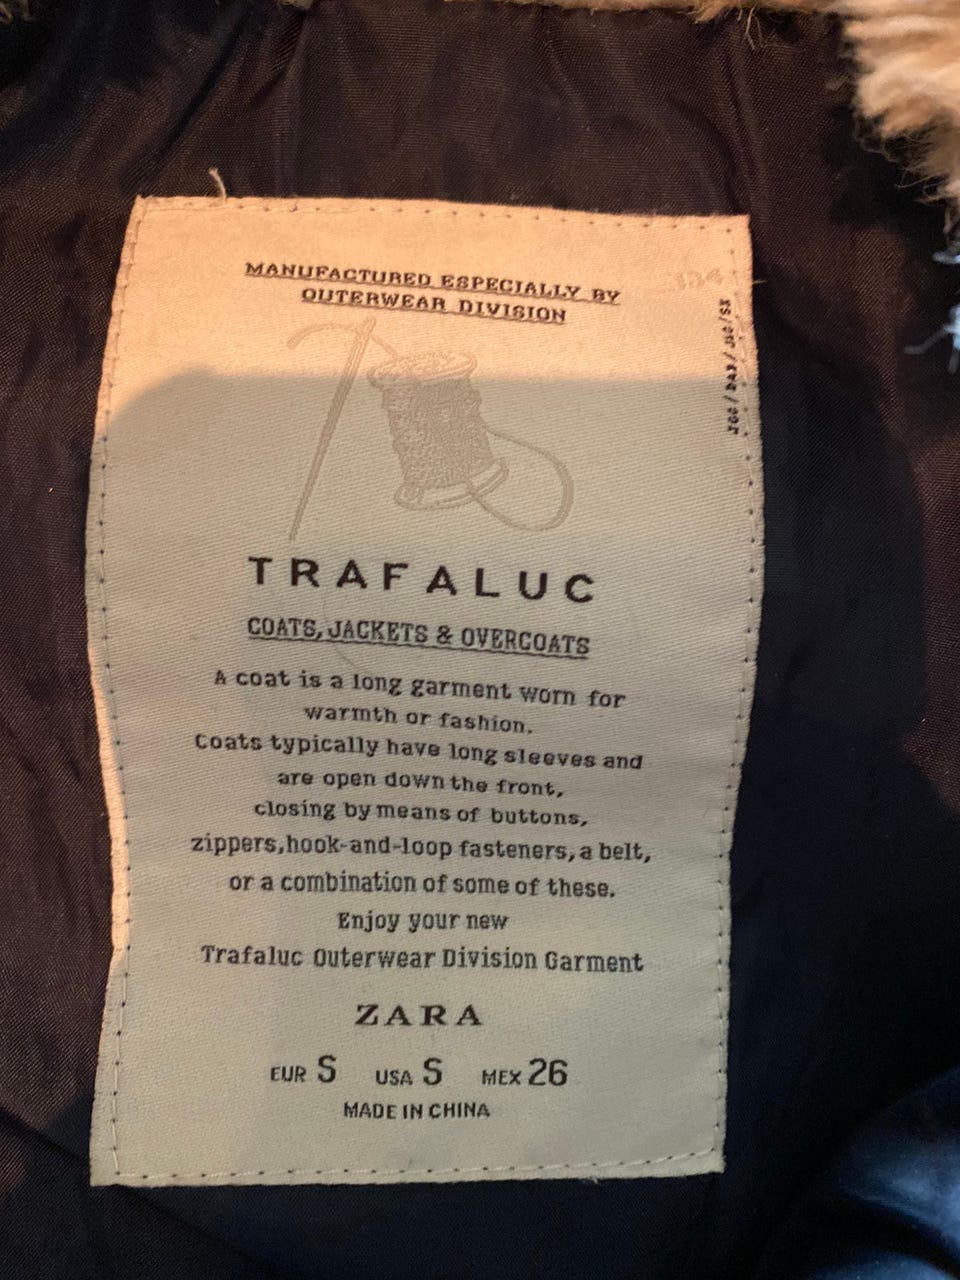 MANUFACTURED ESPECIALLY BY
OUTERWEAR DIVISION
TRAFALUC
COATS, JACKETS & OVERCOATS
A coat is a long garment worn for
warmth or fashion.
Coats typically have long sleeves and
are open down the front,
closing by means of buttons,
zippers,hook-and-loop fasteners, a belt,
or a combination of some of these.
Enjoy your new
Trafaluc Outerwear Division Garment
ZARA
EUR S USA S MEX 26
MADE IN CHINA